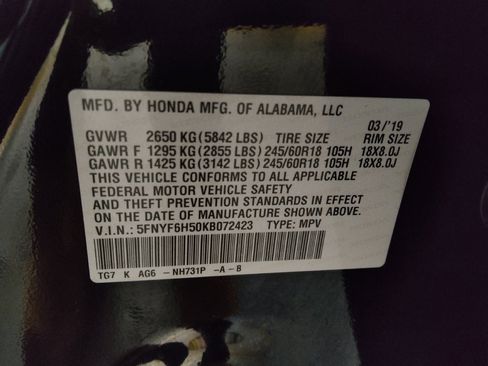 MFD. BY HONDA MFG. OF ALABAMA, LLC
03/'19
GVWR 2650 KG (5842 LBS) TIRE SIZE RIM SIZE
GAWR F 1295 KG (2855 LBS) 245/60R18 105H 18X8.0J
GAWR R 1425 KG (3142 LBS) 245/60R18 105H 18X8.0J
THIS VEHICLE CONFORMS TO ALL APPLICABLE
FEDERAL MOTOR VEHICLE SAFETY
AND THEFT PREVENTION STANDARDS IN EFFECT
ON THE DATE OF MANUFACTURE SHOWN ABOVE.
V.I.N.: 5FNYF6H50KB072423 TYPE: MPV
TG7 K AG6 -NH731P -A-8